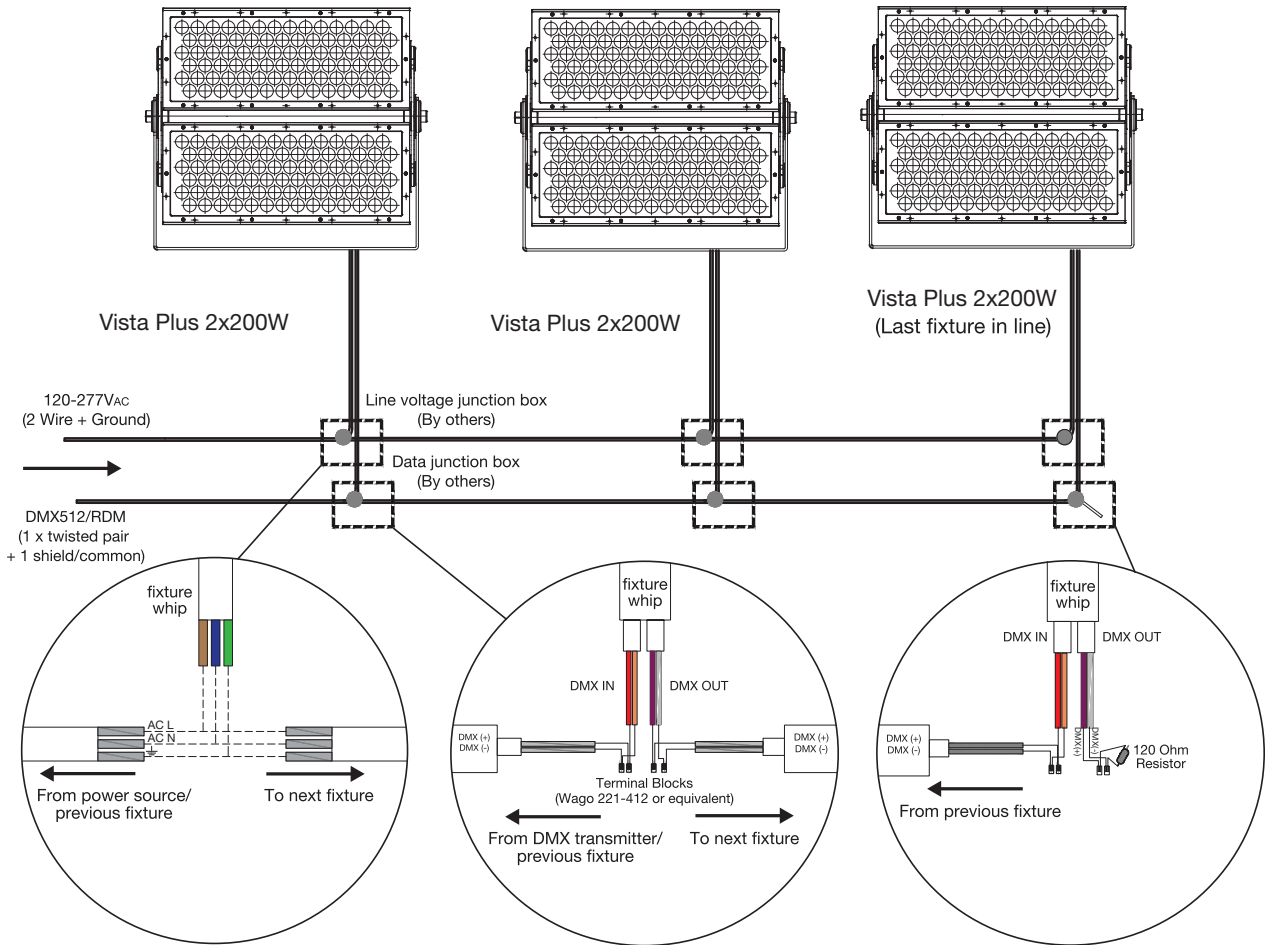 Vista Plus 2x200W
Vista Plus 2x200W
Vista Plus 2x200W
(Last fixture in line)
120-277VAC
(2 Wire + Ground)
Line voltage junction box
(By others)
Data junction box
(By others)
DMX512/RDM
(1 x twisted pair
+ 1 shield/common)
fixture
whip
AC L
AC N
From power source/
previous fixture
To next fixture
fixture
whip
DMX IN
DMX OUT
DMX (+)
DMX (-)
DMX (+)
DMX (-)
Terminal Blocks
(Wago 221-412 or equivalent)
From DMX transmitter/
previous fixture
To next fixture
fixture
whip
DMX IN
DMX OUT
DMX (+)
DMX (-)
DMX(+)
DMX(-)
120 Ohm
Resistor
From previous fixture